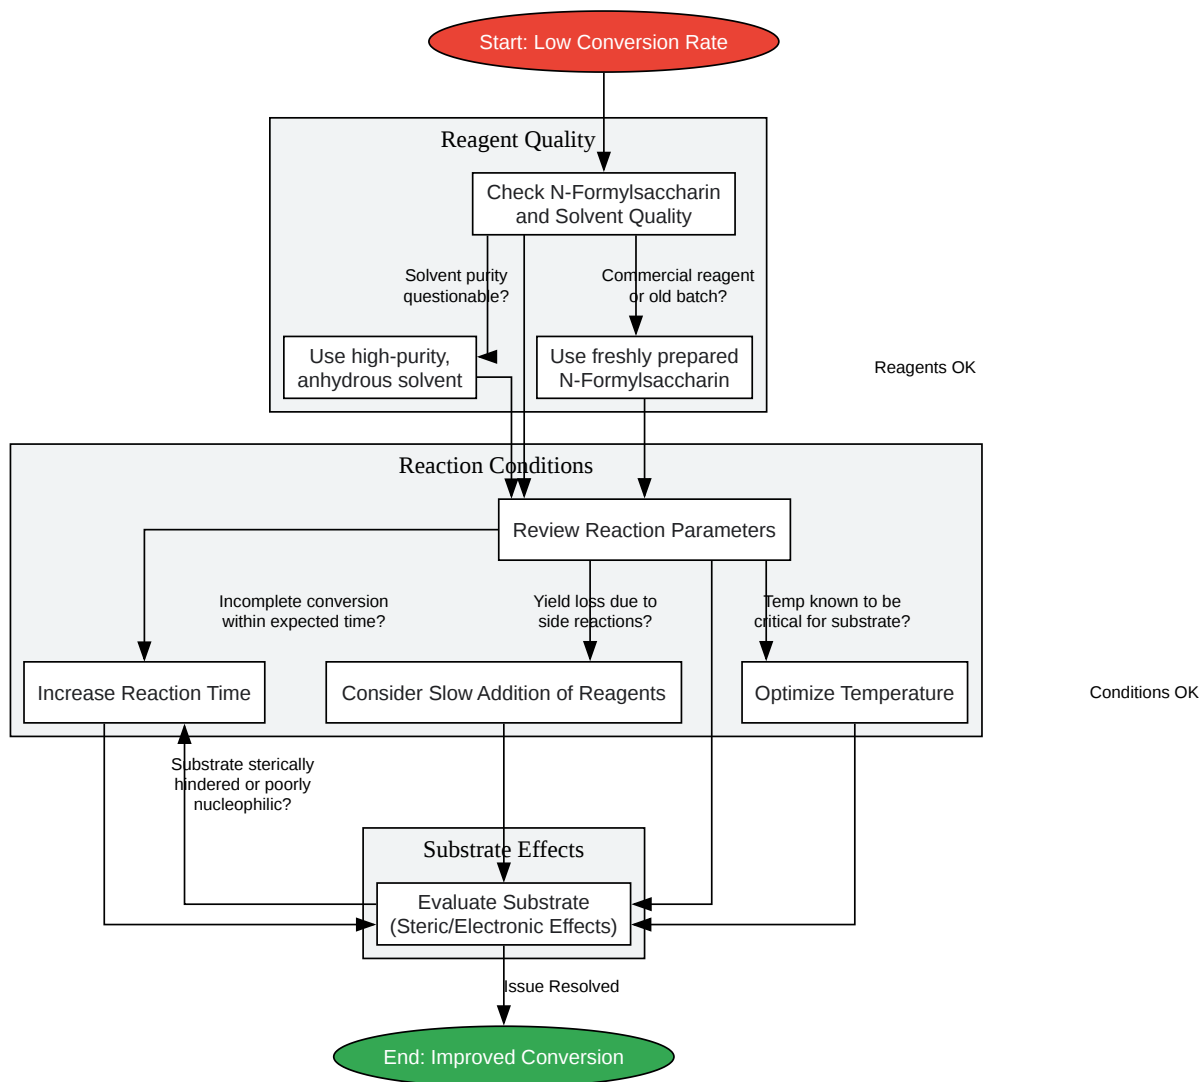 Start: Low Conversion Rate
Reagent Quality
Check N-Formylsaccharin
and Solvent Quality
Solvent purity
questionable?
Commercial reagent
or old batch?
Use high-purity,
anhydrous solvent
Use freshly prepared
N-Formylsaccharin
Reagents OK
Reaction Conditions
Review Reaction Parameters
Incomplete conversion
within expected time?
Yield loss due to
side reactions?
Temp known to be
critical for substrate?
Increase Reaction Time
Consider Slow Addition of Reagents
Optimize Temperature
Conditions OK
Substrate sterically
hindered or poorly
nucleophilic?
Substrate Effects
Evaluate Substrate
(Steric/Electronic Effects)
Issue Resolved
End: Improved Conversion